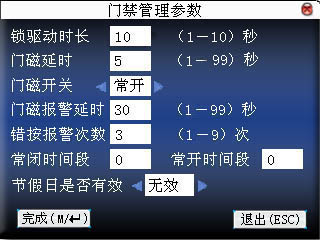 门禁管理参数
锁驱动时长 10 (1-10) 秒
门磁延时 5 (1-99) 秒
门磁开关 常开
门磁报警延时 30 (1-99) 秒
错按报警次数 3 (1-9) 次
常闭时间段 0 常开时间段 0
节假日是否有效 无效
完成(M/↵) 退出(ESC)